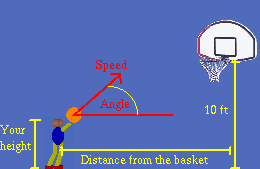 Speed
Angle
10 ft
Your
height
Distance from the basket